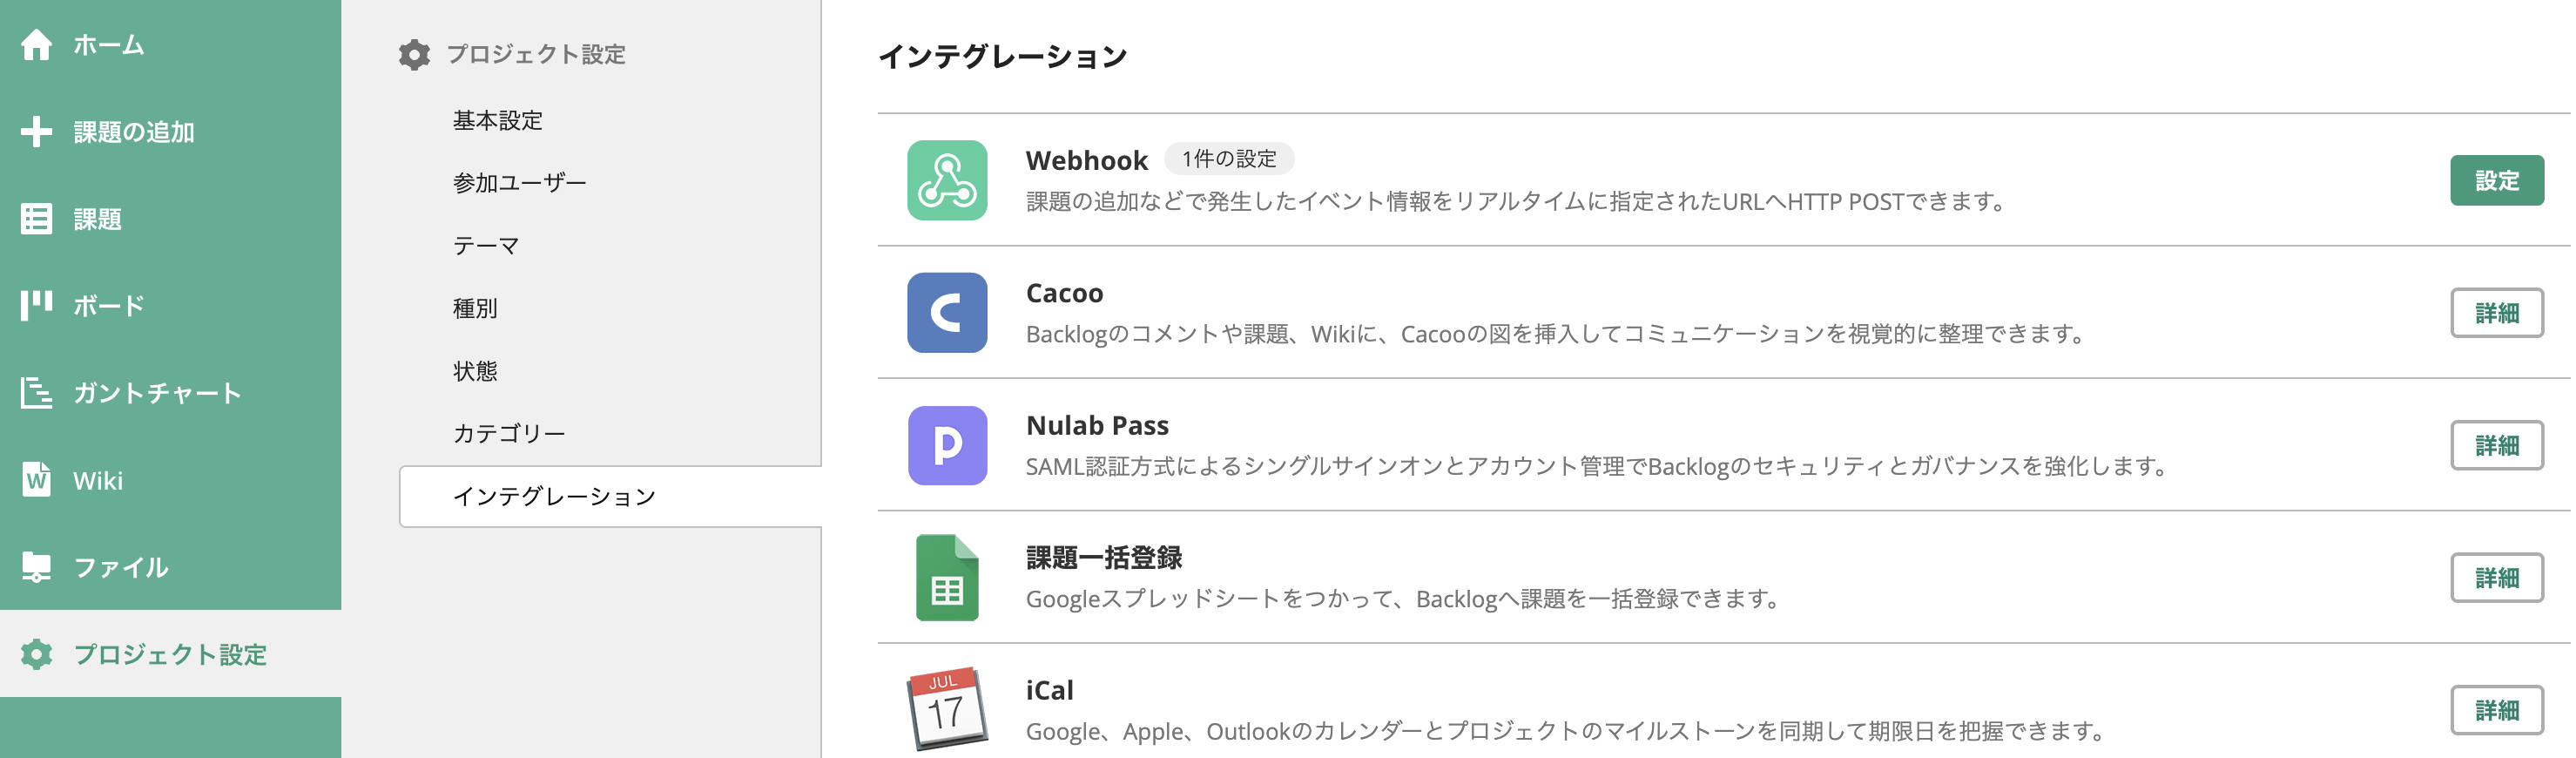 ホーム
課題の追加
課題
ボード
ガントチャート
Wiki
ファイル
プロジェクト設定
プロジェクト設定
基本設定
参加ユーザー
テーマ
種別
状態
カテゴリー
インテグレーション
インテグレーション
Webhook 1件の設定
課題の追加などで発生したイベント情報をリアルタイムに指定されたURLへHTTP POSTできます。
設定
Cacoo
Backlogのコメントや課題、Wikiに、Cacooの図を挿入してコミュニケーションを視覚的に整理できます。
詳細
Nulab Pass
SAML認証方式によるシングルサインオンとアカウント管理でBacklogのセキュリティとガバナンスを強化します。
詳細
課題一括登録
Googleスプレッドシートをつかって、Backlogへ課題を一括登録できます。
詳細
JUL
17
iCal
Google、Apple、Outlookのカレンダーとプロジェクトのマイルストーンを同期して期限日を把握できます。
詳細